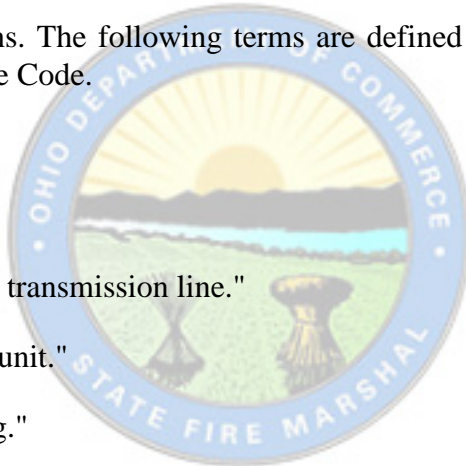 ns. The following terms are defined
e Code.
OHIO DEPARTMENT OF COMMERCE
transmission line."
unit."
g."
STATE FIRE MARSHAL